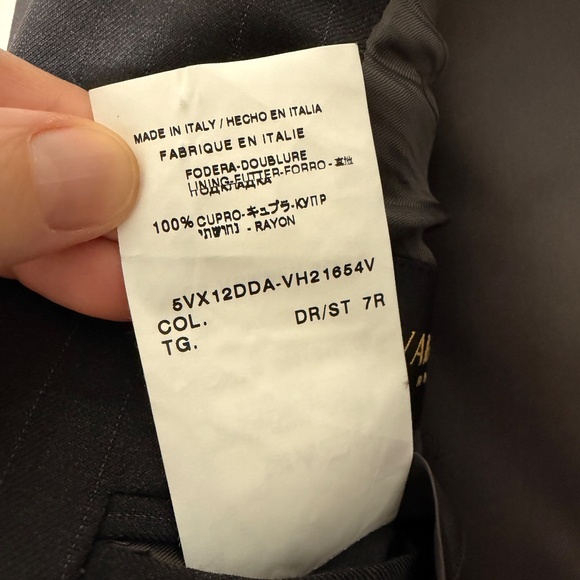 MADE IN ITALY / HECHO EN ITALIA
FABRIQUE EN ITALIE
FODERA-DOUBLURE
LINING-FUTTER-FORRO-裏地
ПОДКЛАДКА
100% CUPRO-キュプラ-КУПР
- RAYON
5VX12DDA-VH21654V
COL. DR/ST 7R
TG.